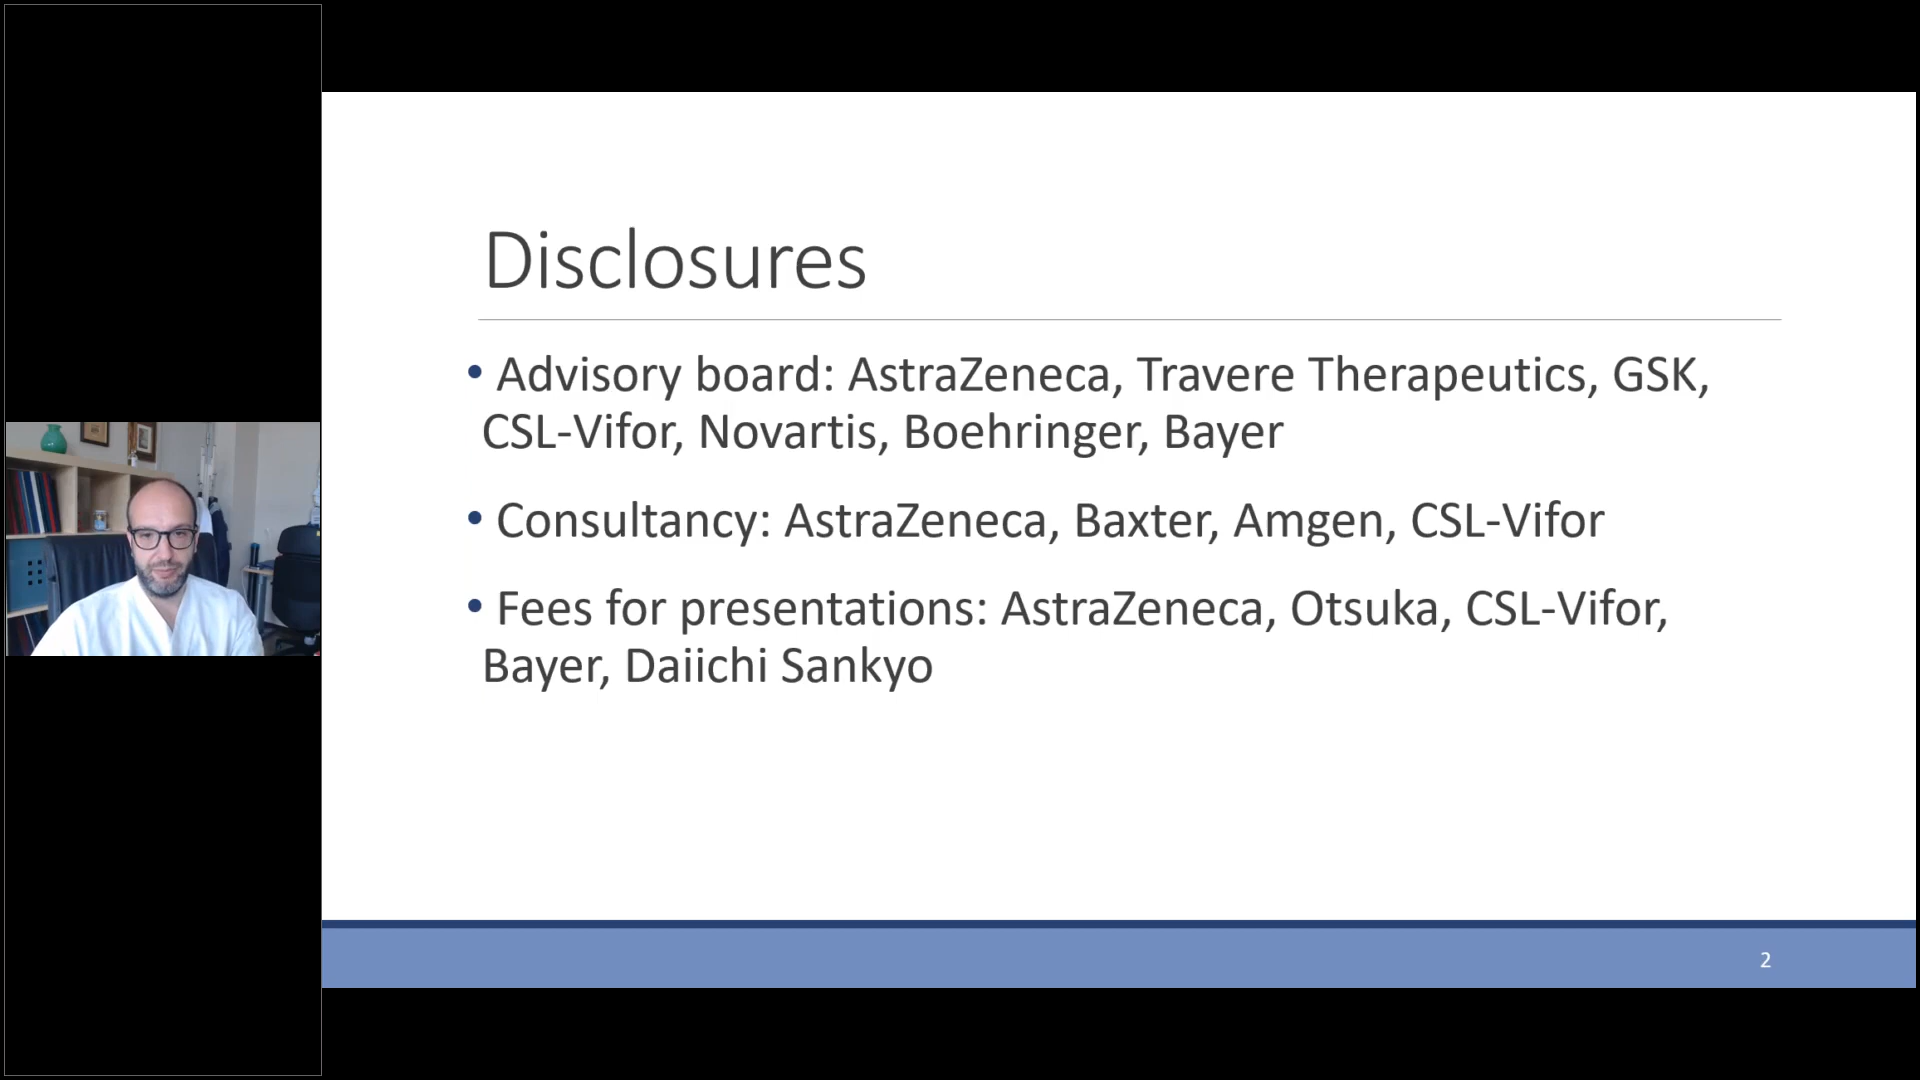 Disclosures
• Advisory board: AstraZeneca, Travere Therapeutics, GSK,
CSL-Vifor, Novartis, Boehringer, Bayer
• Consultancy: AstraZeneca, Baxter, Amgen, CSL-Vifor
• Fees for presentations: AstraZeneca, Otsuka, CSL-Vifor,
Bayer, Daiichi Sankyo
2